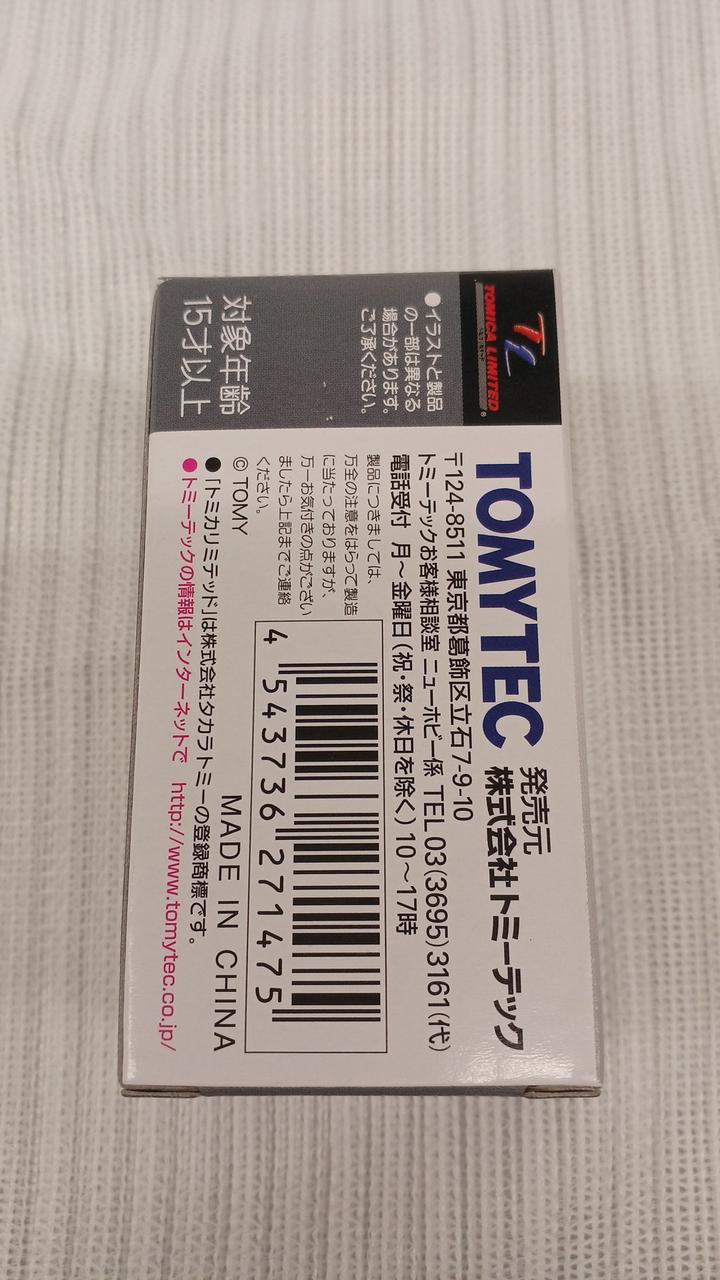 TL
TOMICA LIMITED
●イラストと製品
の一部は異なる
場合があります。
ご了承ください。
対象年齢
15才以上
TOMYTEC
発売元
株式会社トミーテック
〒124-8511 東京都葛飾区立石7-9-10
トミーテックお客様相談室 ニューホビー係 TEL 03(3695)3161(代)
電話受付 月〜金曜日(祝・祭・休日を除く) 10〜17時
製品につきましては、
万全の注意をはらって製造
に当たっておりますが、
万一お気付きの点がござい
ましたら上記までご連絡
ください。
© TOMY
4 543736 271475
MADE IN CHINA
●「トミカリミテッド」は株式会社タカラトミーの登録商標です。
●トミーテックの情報はインターネットで http://www.tomytec.co.jp/